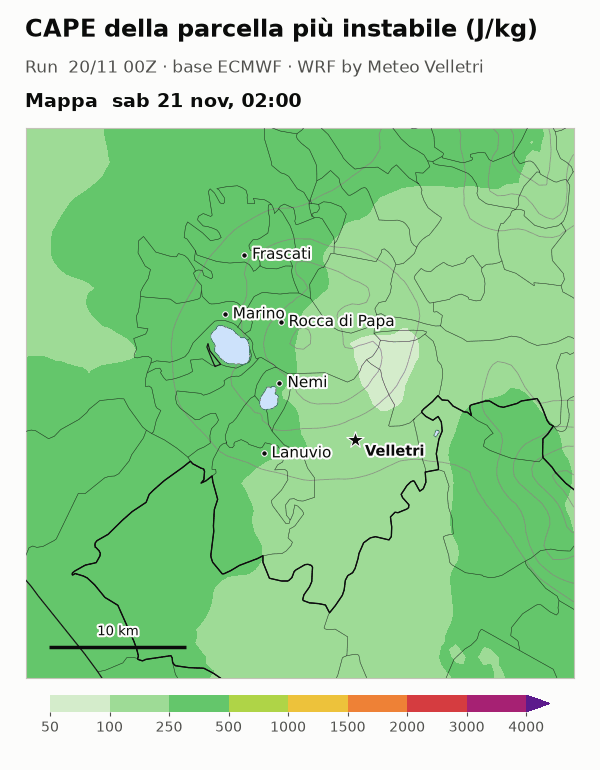 CAPE della parcella più instabile (J/kg)
Run 20/11 00Z · base ECMWF · WRF by Meteo Velletri
Mappa sab 21 nov, 02:00
Frascati
Marino
Rocca di Papa
Nemi
Velletri
Lanuvio
10 km
50 100 250 500 1000 1500 2000 3000 4000